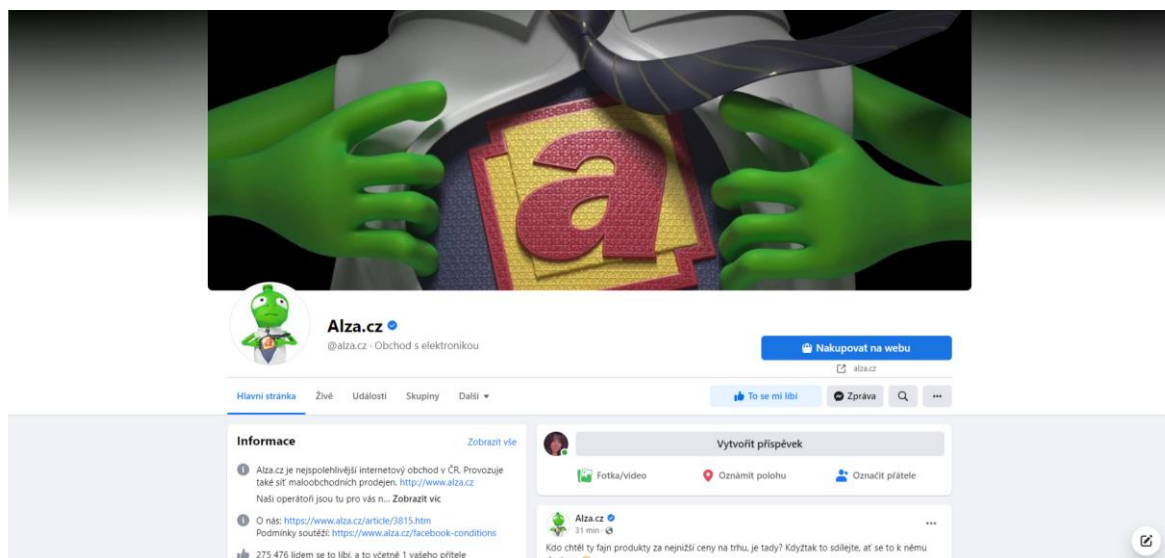 a
Alza.cz
@alza.cz · Obchod s elektronikou
Nakupovat na webu
alza.cz
Hlavní stránka Živé Události Skupiny Další
To se mi líbí Zpráva
Informace Zobrazit vše
Alza.cz je nejspolehlivější internetový obchod v ČR. Provozuje
také síť maloobchodních prodejen. http://www.alza.cz
Naši operátoři jsou tu pro vás n... Zobrazit víc
O nás: https://www.alza.cz/article/3815.htm
Podmínky soutěží: https://www.alza.cz/facebook-conditions
275 476 lidem se to líbí, a to včetně 1 vašeho přítele
Vytvořit příspěvek
Fotka/video Oznámit polohu Označit přátele
Alza.cz
31 min ·
Kdo chtěl ty fajn produkty za nejnižší ceny na trhu, je tady? Kdyžtak to sdílejte, ať se to k němu